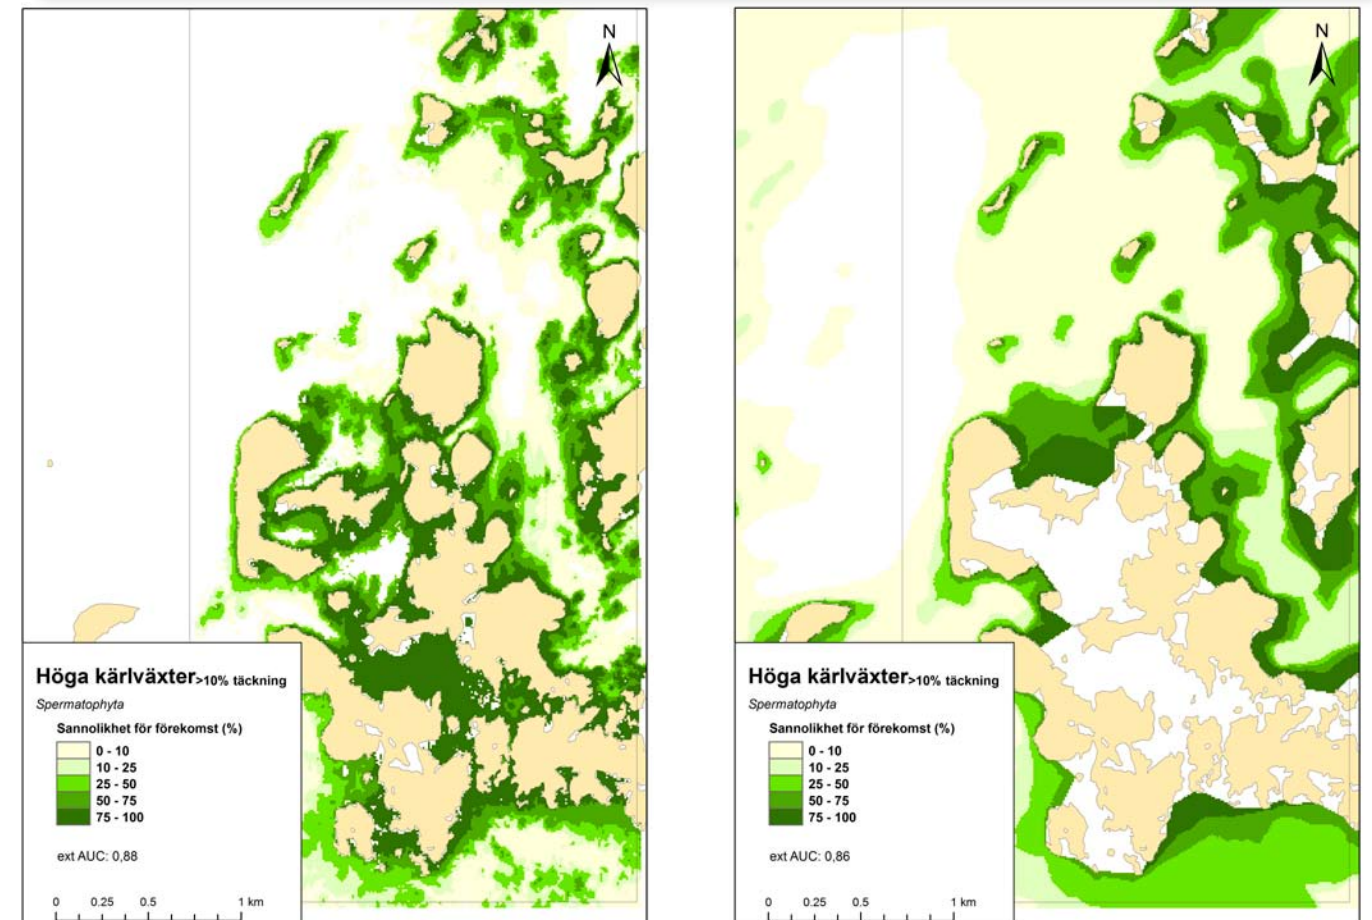 N
Höga kärlväxter>10% täckning
Spermatophyta
Sannolikhet för förekomst (%)
0 - 10
10 - 25
25 - 50
50 - 75
75 - 100
ext AUC: 0,88
0 0.25 0.5 1 km
N
Höga kärlväxter>10% täckning
Spermatophyta
Sannolikhet för förekomst (%)
0 - 10
10 - 25
25 - 50
50 - 75
75 - 100
ext AUC: 0,86
0 0.25 0.5 1 km